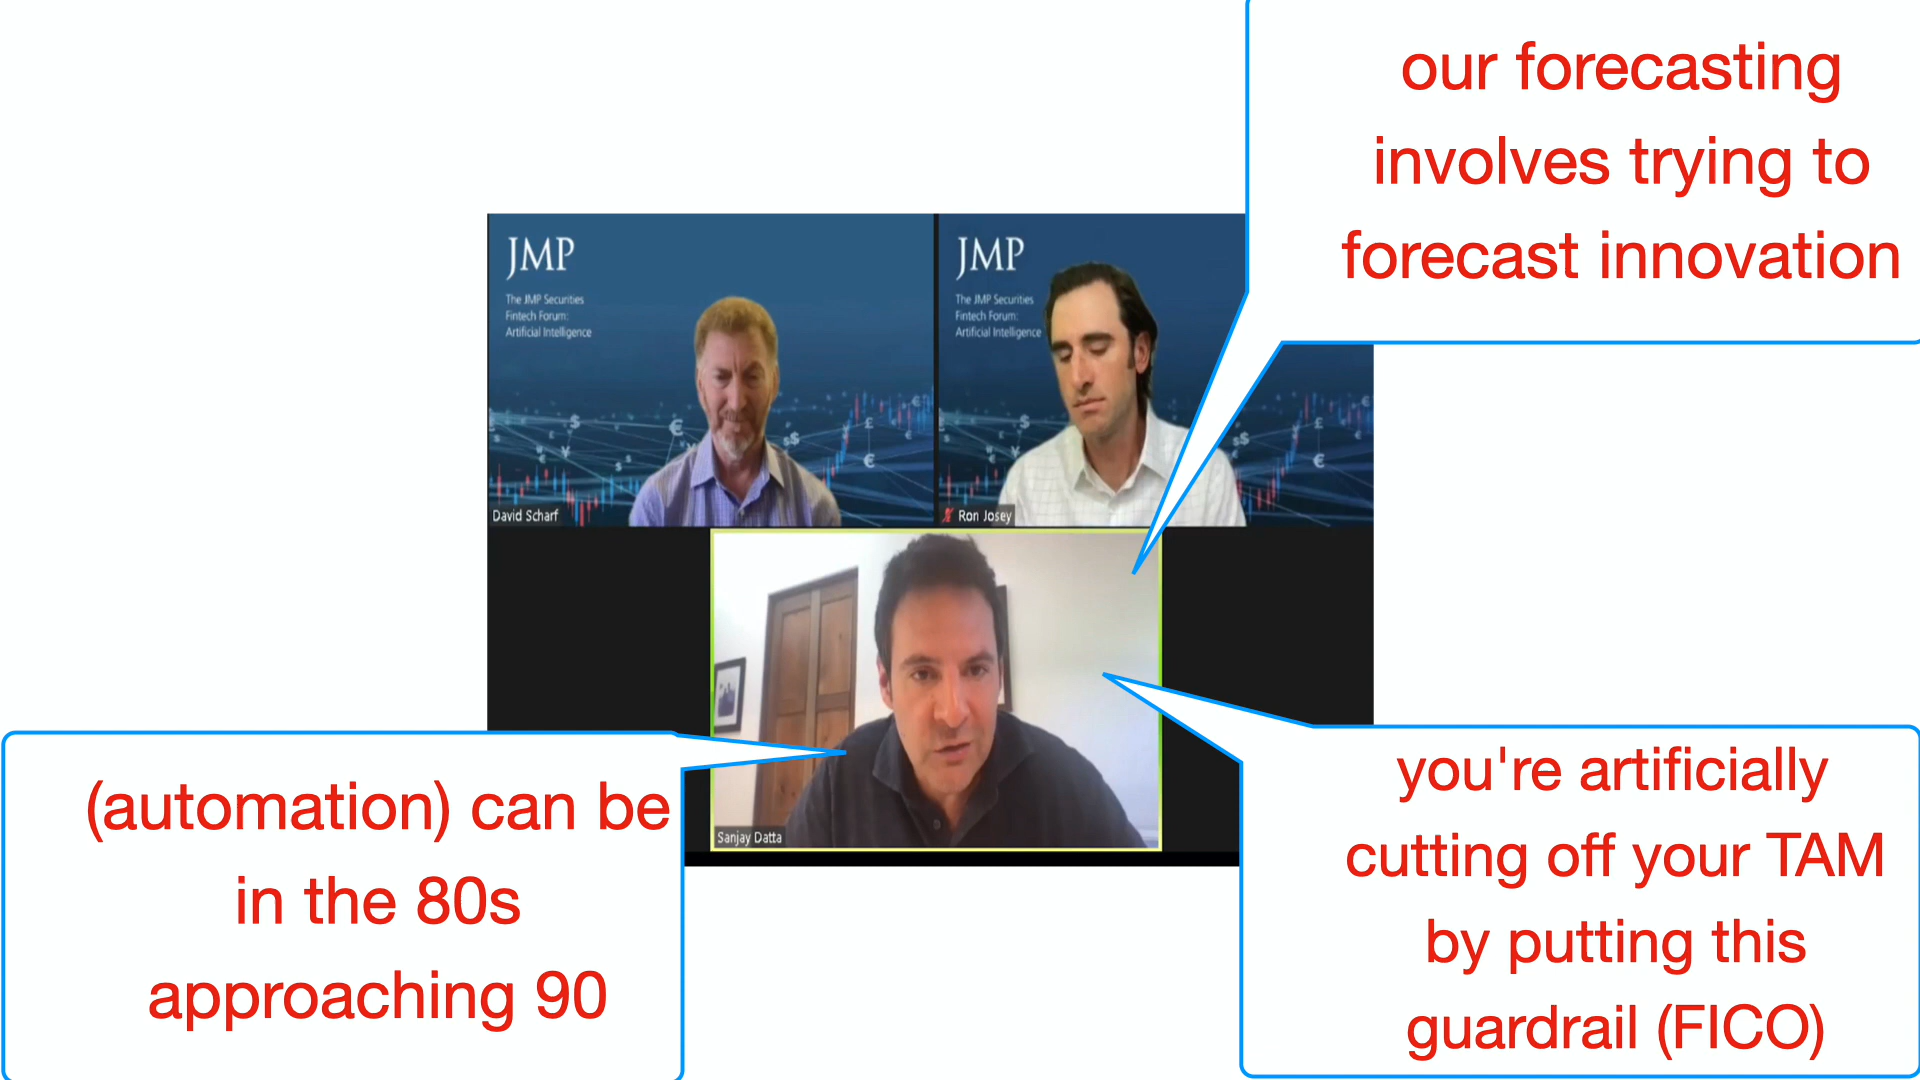 our forecasting
involves trying to
forecast innovation
JMP
The JMP Securities
Fintech Forum:
Artificial Intelligence
JMP
The JMP Securities
Fintech Forum:
Artificial Intelligence
David Scharf
Ron Josey
Sanjay Datta
(automation) can be
in the 80s
approaching 90
you're artificially
cutting off your TAM
by putting this
guardrail (FICO)